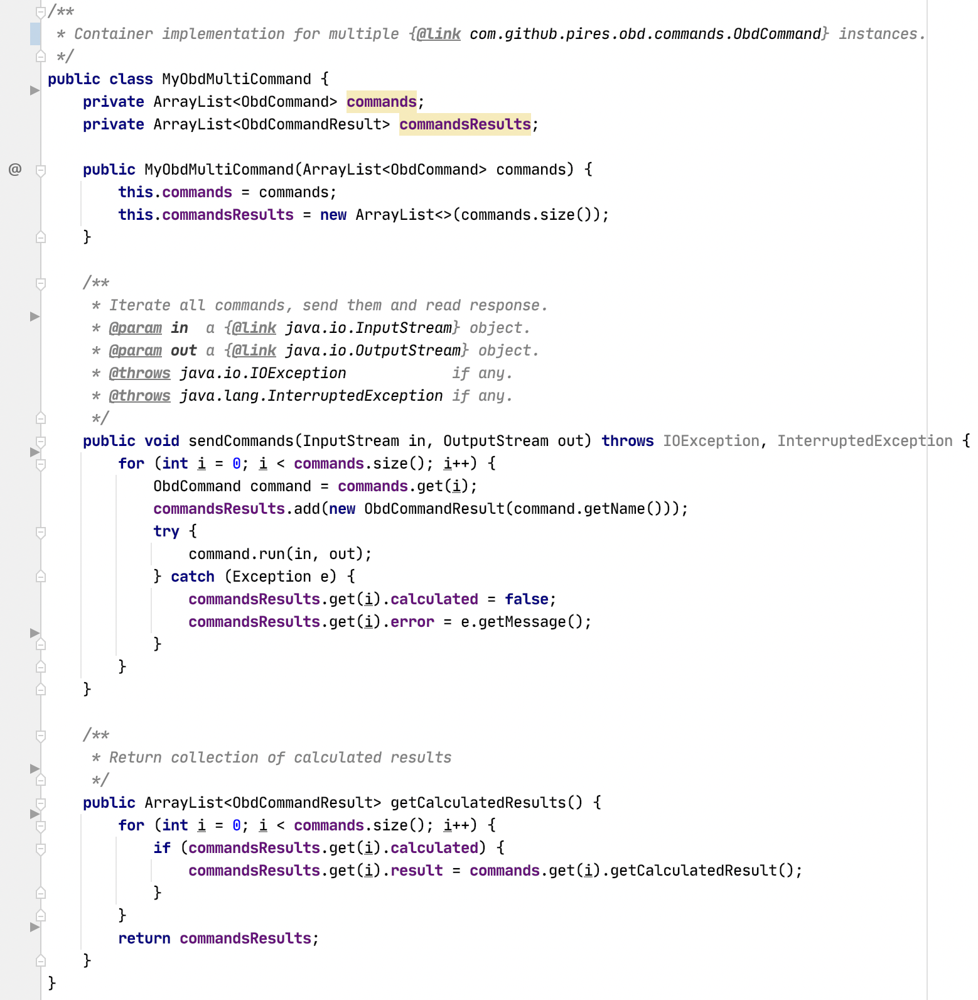 /**
 * Container implementation for multiple {@link com.github.pires.obd.commands.ObdCommand} instances.
 */
public class MyObdMultiCommand {
    private ArrayList<ObdCommand> commands;
    private ArrayList<ObdCommandResult> commandsResults;

@    public MyObdMultiCommand(ArrayList<ObdCommand> commands) {
        this.commands = commands;
        this.commandsResults = new ArrayList<>(commands.size());
    }

    /**
     * Iterate all commands, send them and read response.
     * @param in  a {@link java.io.InputStream} object.
     * @param out a {@link java.io.OutputStream} object.
     * @throws java.io.IOException            if any.
     * @throws java.lang.InterruptedException if any.
     */
    public void sendCommands(InputStream in, OutputStream out) throws IOException, InterruptedException {
        for (int i = 0; i < commands.size(); i++) {
            ObdCommand command = commands.get(i);
            commandsResults.add(new ObdCommandResult(command.getName()));
            try {
                command.run(in, out);
            } catch (Exception e) {
                commandsResults.get(i).calculated = false;
                commandsResults.get(i).error = e.getMessage();
            }
        }
    }

    /**
     * Return collection of calculated results
     */
    public ArrayList<ObdCommandResult> getCalculatedResults() {
        for (int i = 0; i < commands.size(); i++) {
            if (commandsResults.get(i).calculated) {
                commandsResults.get(i).result = commands.get(i).getCalculatedResult();
            }
        }
        return commandsResults;
    }
}